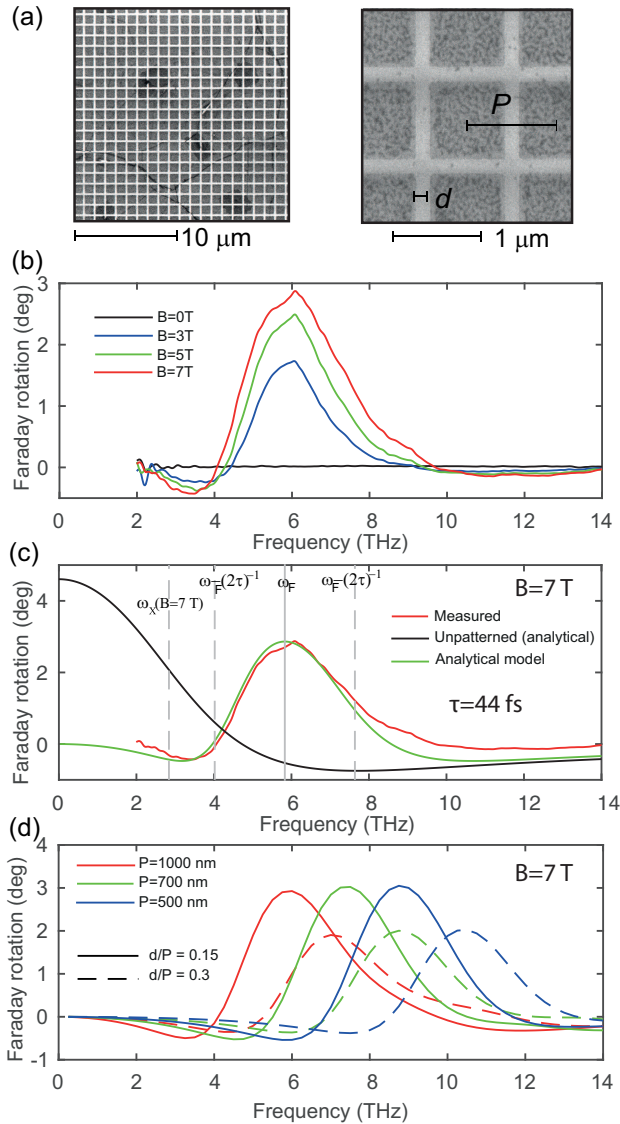 (a)
P
d
10 μm
1 μm
(b)
3
2
1
0
Faraday rotation (deg)
B=0T
B=3T
B=5T
B=7T
0 2 4 6 8 10 12 14
Frequency (THz)
(c)
4
2
0
Faraday rotation (deg)
ωX(B=7 T)
ωF-(2τ)⁻¹
ωF
ωF-(2τ)⁻¹
B=7 T
Measured
Unpatterned (analytical)
Analytical model
τ=44 fs
0 2 4 6 8 10 12 14
Frequency (THz)
(d)
4
3
2
1
0
-1
Faraday rotation (deg)
P=1000 nm
P=700 nm
P=500 nm
d/P = 0.15
d/P = 0.3
B=7 T
0 2 4 6 8 10 12 14
Frequency (THz)